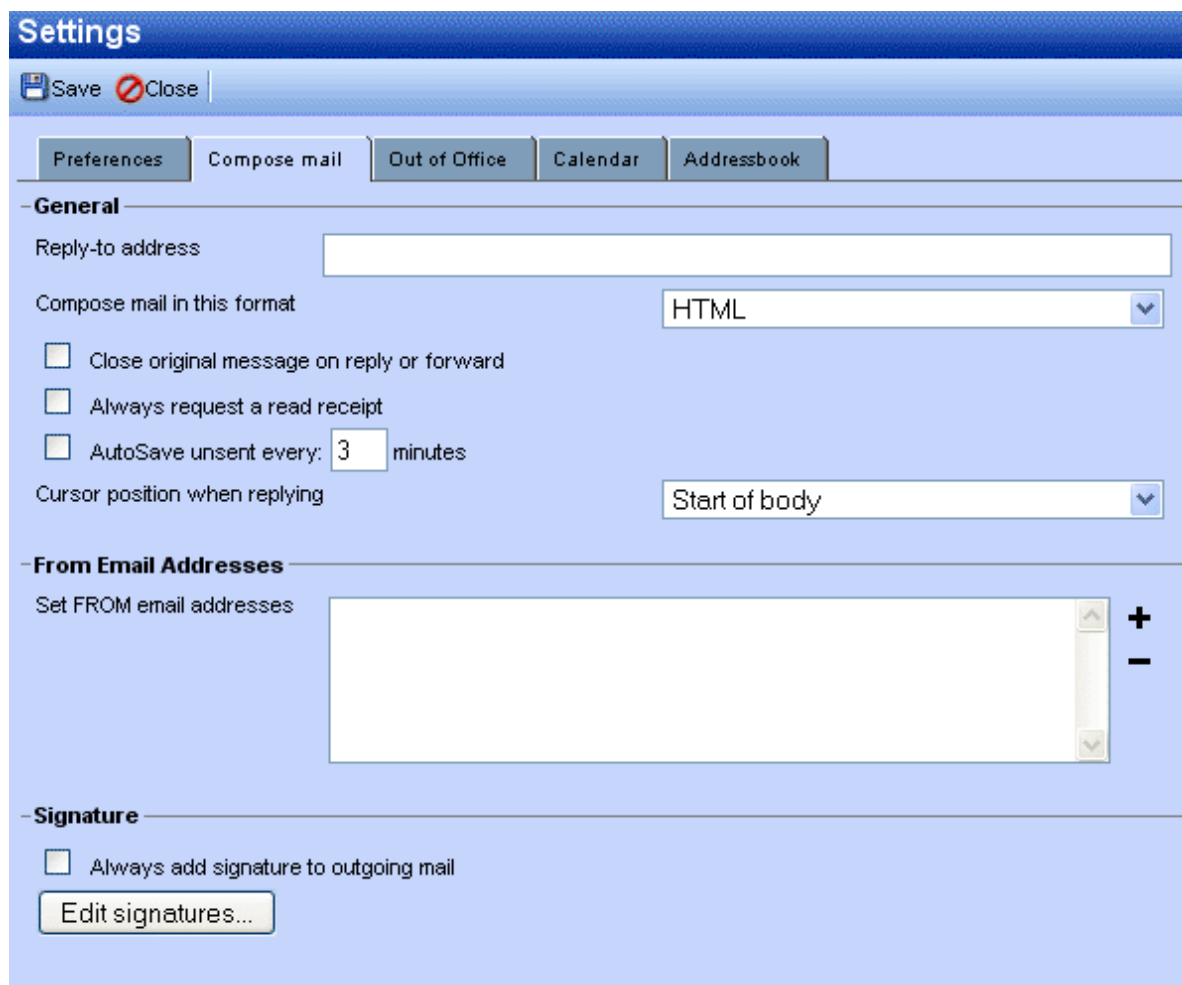 Settings
Save Close
Preferences Compose mail Out of Office Calendar Addressbook
General
Reply-to address
Compose mail in this format HTML
Close original message on reply or forward
Always request a read receipt
AutoSave unsent every: 3 minutes
Cursor position when replying Start of body
From Email Addresses
Set FROM email addresses
Signature
Always add signature to outgoing mail
Edit signatures...